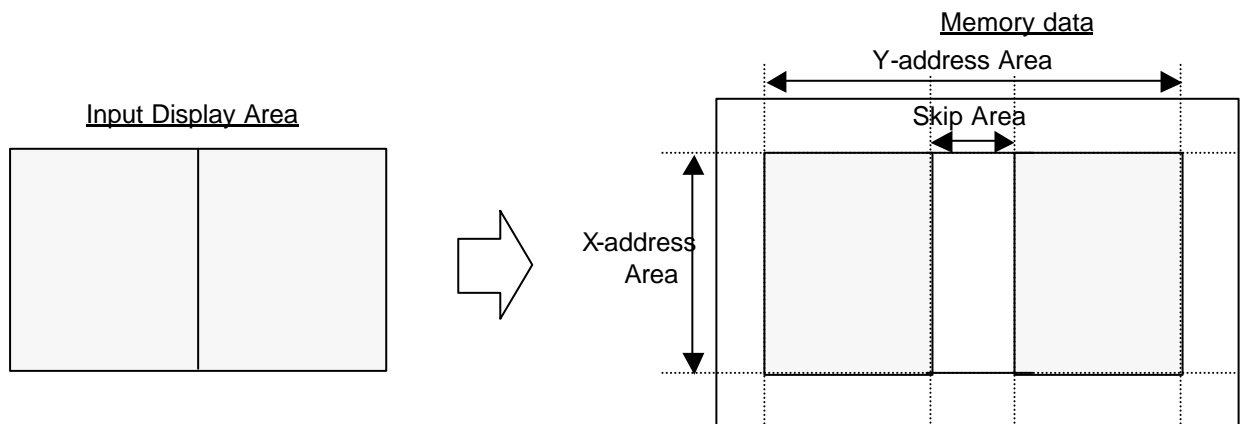 Memory data
Y-address Area
Input Display Area
Skip Area
X-address
Area